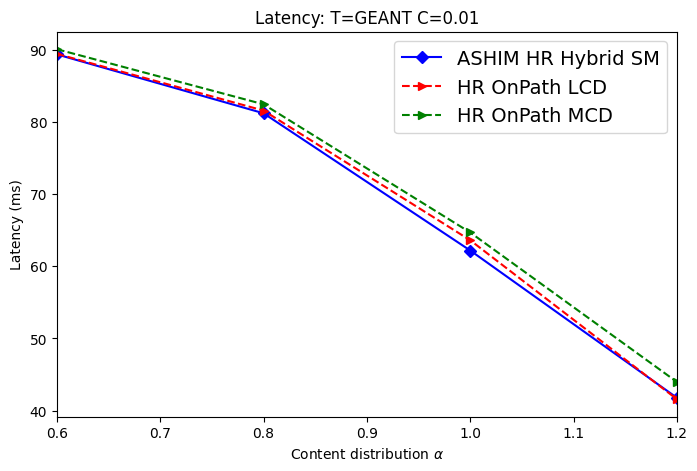 Latency: T=GEANT C=0.01
ASHIM HR Hybrid SM
HR OnPath LCD
HR OnPath MCD
Latency (ms)
90
80
70
60
50
40
0.6 0.7 0.8 0.9 1.0 1.1 1.2
Content distribution α